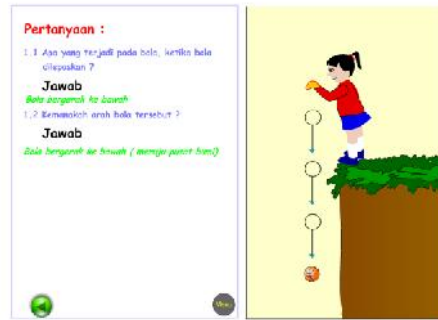 Pertanyaan :
1.1 Apa yang terjadi pada bola, ketika bola
dilepaskan ?
Jawab
Bola bergerak ke bawah
1.2 Kemanakah arah bola tersebut ?
Jawab
Bola bergerak ke bawah ( menuju pusat bumi)
Menu